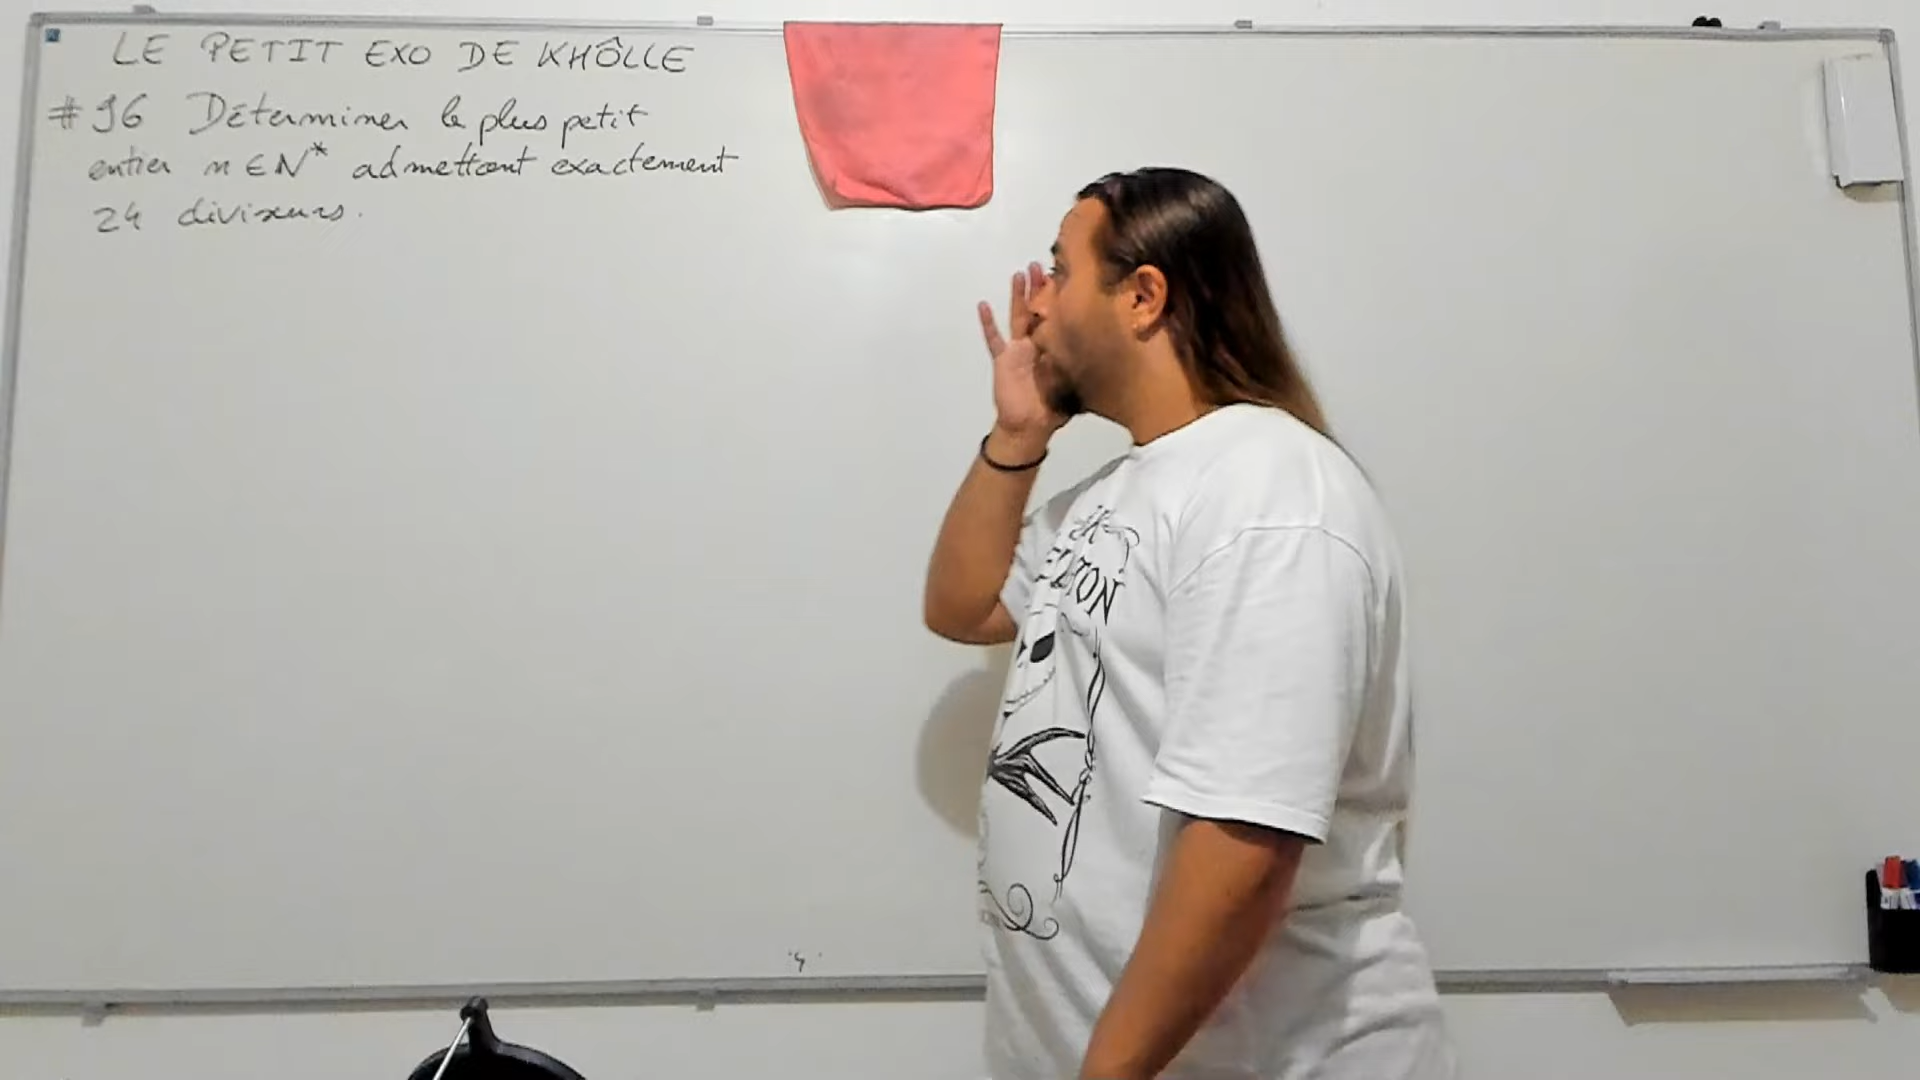 LE PETIT EXO DE KHÔLLE
#96 Déterminer le plus petit
entier n ∈ N* admettant exactement
24 diviseurs.